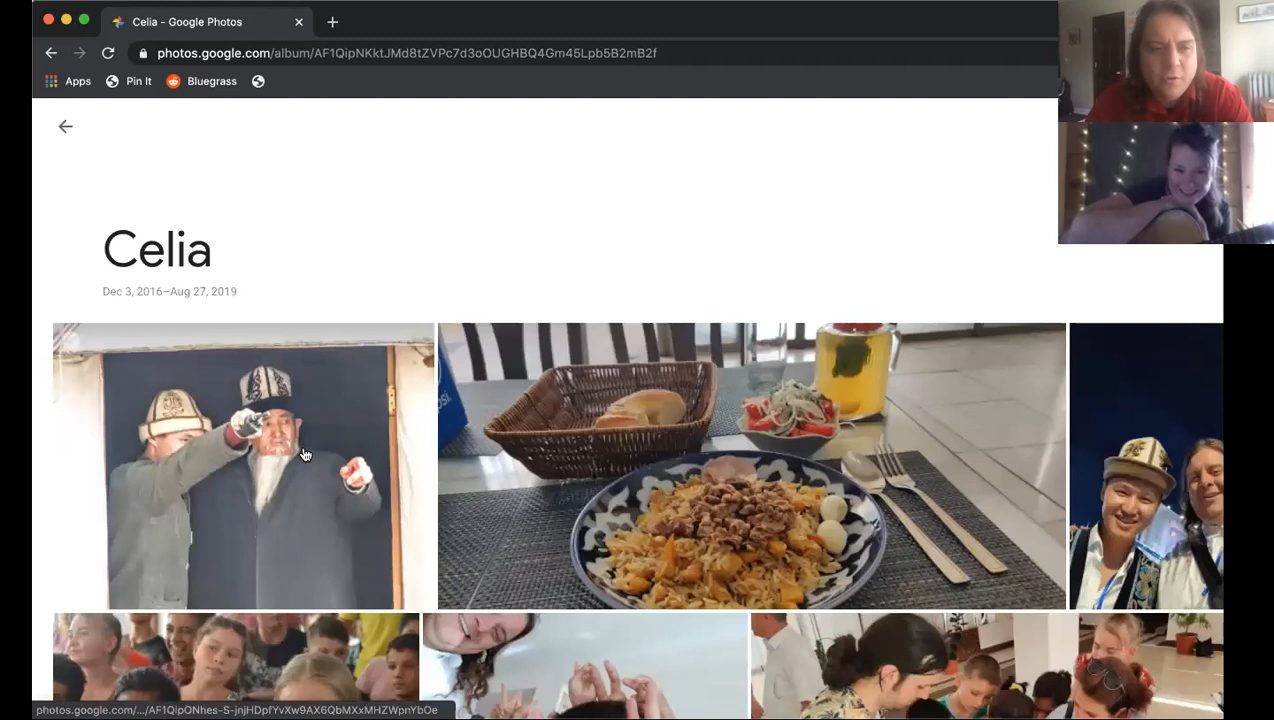 Celia - Google Photos
photos.google.com/album/AF1QipNKktJMd8tZVPc7d3oOUGHBQ4Gm45Lpb5B2mB2f
Apps
Pin It
Bluegrass
Celia
Dec 3, 2016–Aug 27, 2019
photos.google.com/.../AF1QipONhes-S-jnjHDpfYvXw9AX6QbMXxMHZWpnYbOe